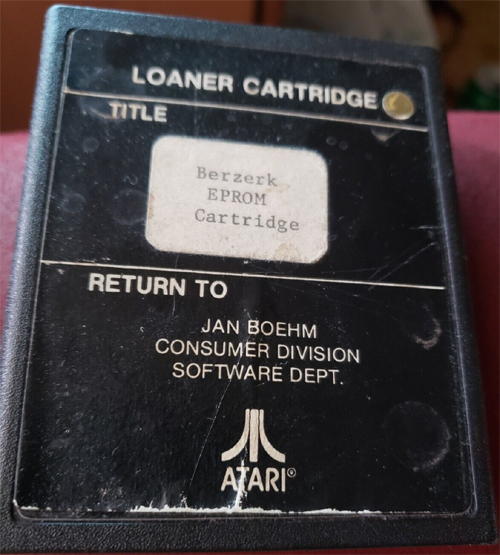 LOANER CARTRIDGE
TITLE
Berzerk
EPROM
Cartridge
RETURN TO
JAN BOEHM
CONSUMER DIVISION
SOFTWARE DEPT.
ATARI®